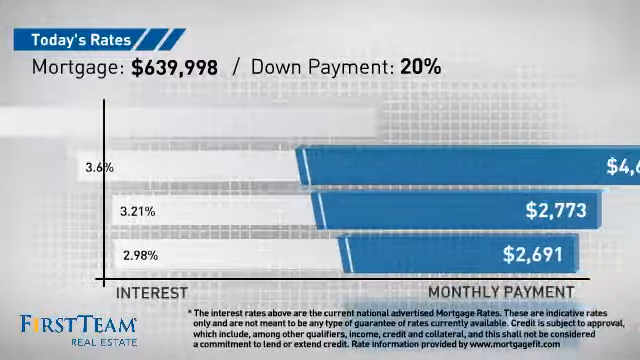 Today's Rates
Mortgage: $639,998 / Down Payment: 20%
3.6%
3.21% $2,773
2.98% $2,691
INTEREST MONTHLY PAYMENT
* The interest rates above are the current national advertised Mortgage Rates. These are indicative rates
only and are not meant to be any type of guarantee of rates currently available. Credit is subject to approval,
which include, among other qualifiers, income, credit and collateral, and this shall not be considered
a commitment to lend or extend credit. Rate information provided by www.mortgagefit.com
FIRSTTEAM®
REAL ESTATE